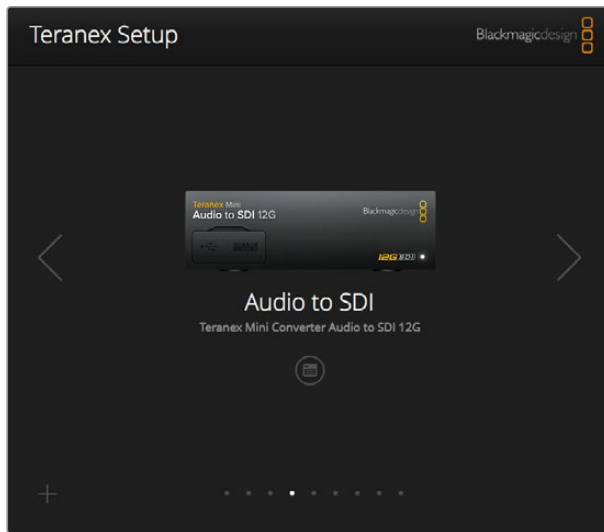 Teranex Setup
Blackmagicdesign
Teranex Mini
Audio to SDI 12G
Blackmagicdesign
12G SDI
Audio to SDI
Teranex Mini Converter Audio to SDI 12G